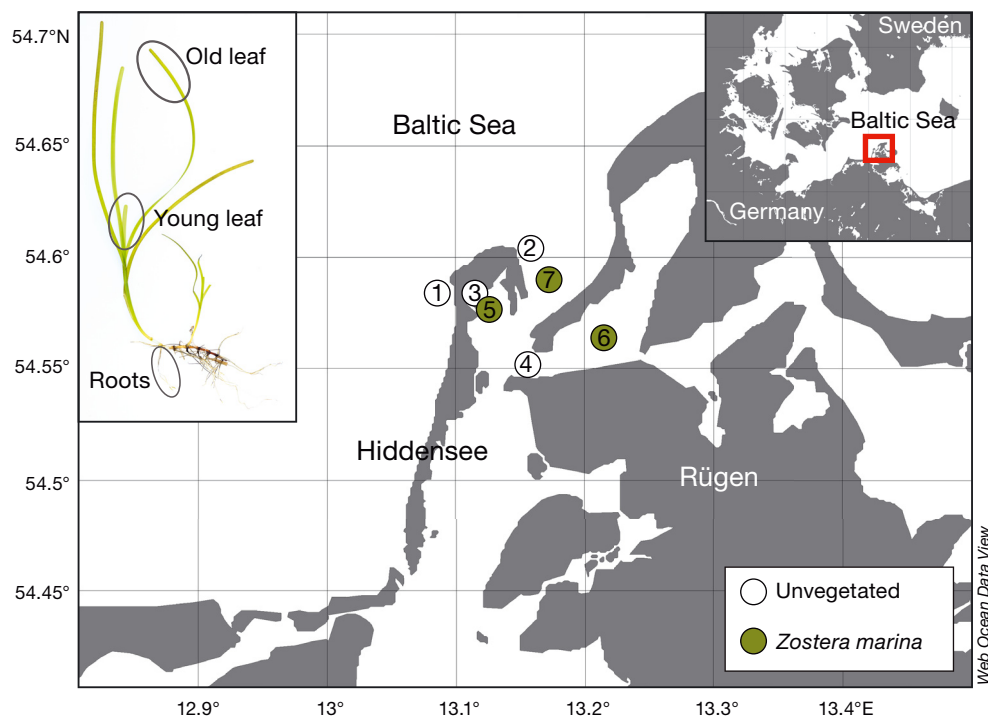 54.7°N
54.65°
54.6°
54.55°
54.5°
54.45°
12.9°
13°
13.1°
13.2°
13.3°
13.4°E
Old leaf
Young leaf
Roots
Baltic Sea
Hiddensee
Rügen
1
2
3
4
5
6
7
Sweden
Baltic Sea
Germany
Unvegetated
Zostera marina
Web Ocean Data View